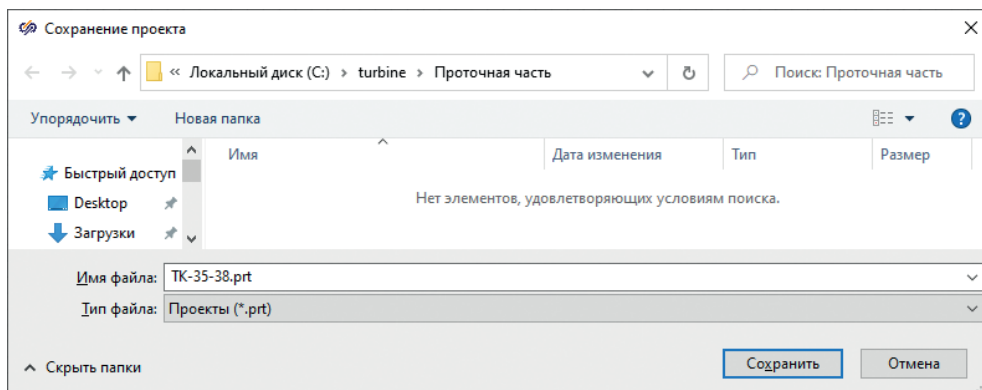 Сохранение проекта
« Локальный диск (C:) › turbine › Проточная часть
Поиск: Проточная часть
Упорядочить Новая папка
Имя Дата изменения Тип Размер
Быстрый доступ
Нет элементов, удовлетворяющих условиям поиска.
Desktop
Загрузки
Имя файла: ТК-35-38.prt
Тип файла: Проекты (*.prt)
Скрыть папки Сохранить Отмена